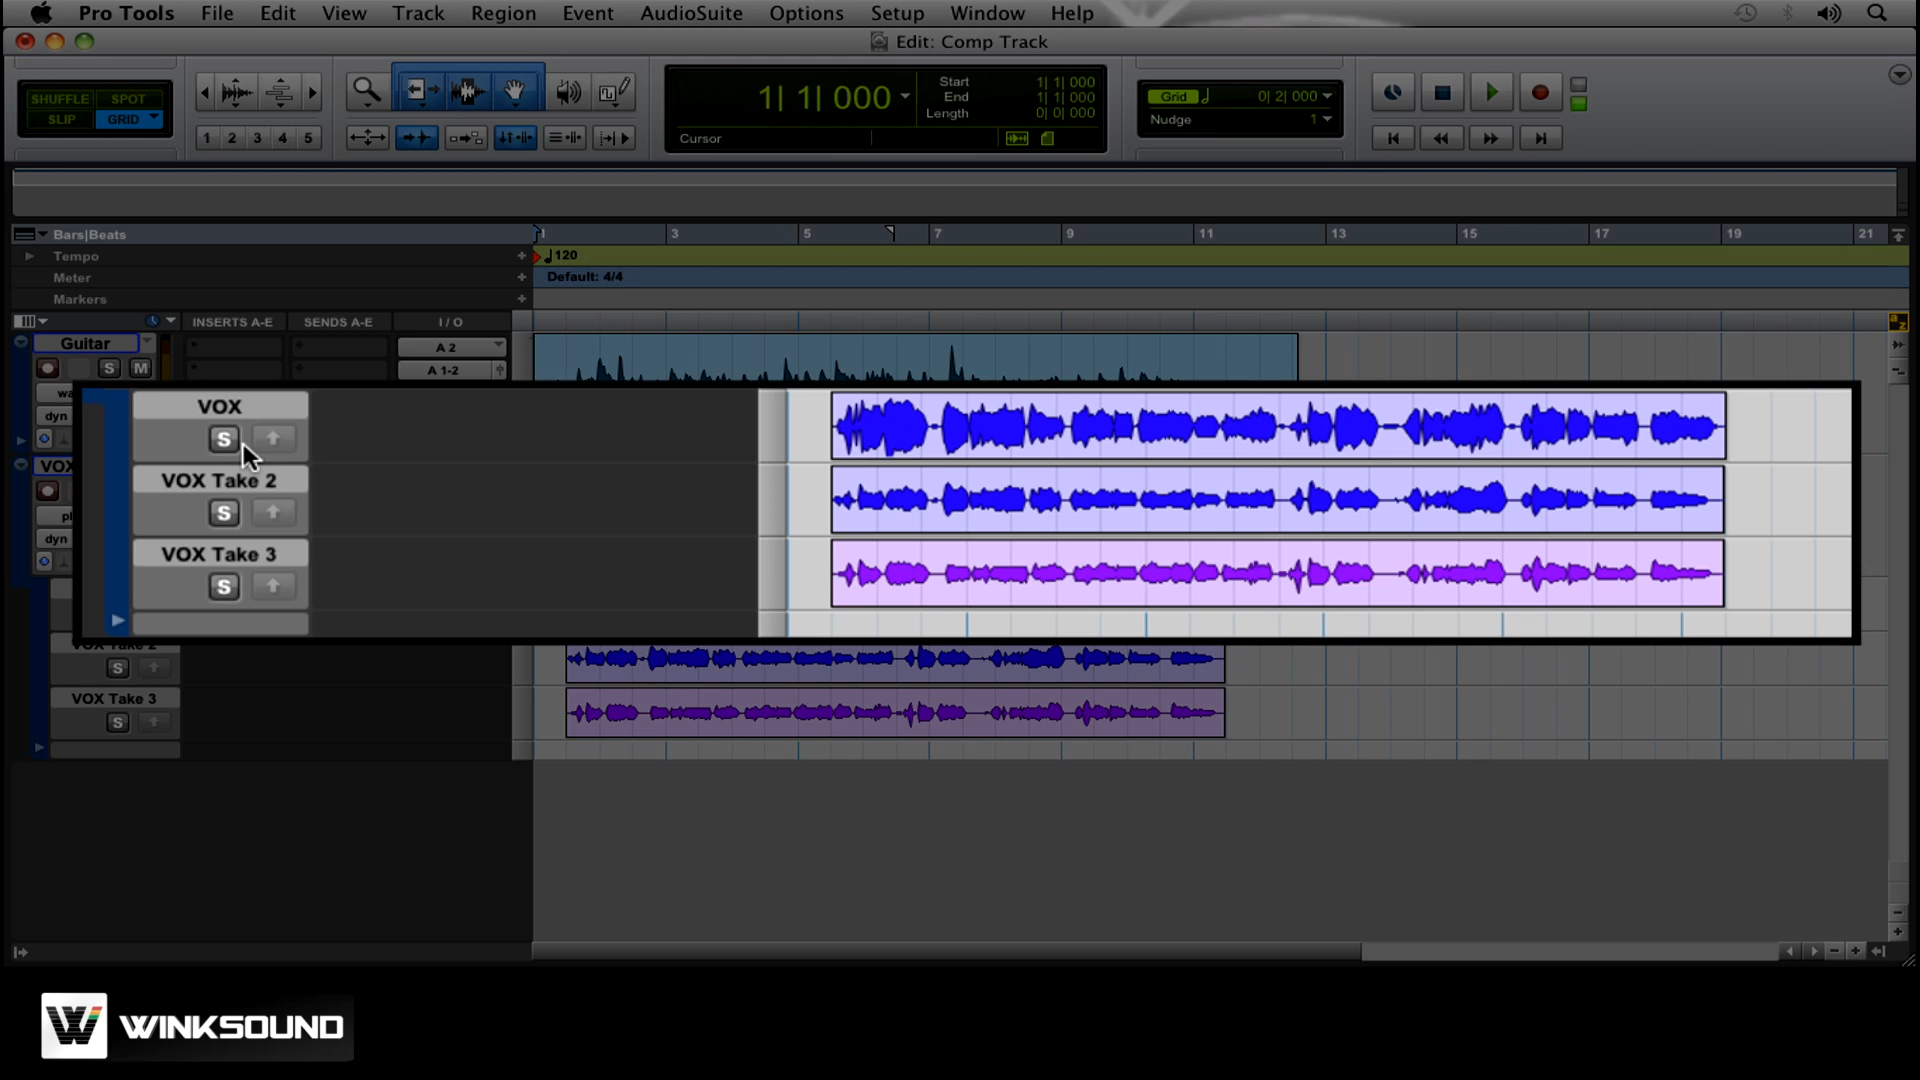 Pro Tools File Edit View Track Region Event AudioSuite Options Setup Window Help
Edit: Comp Track
SHUFFLE SPOT
SLIP GRID
1 2 3 4 5
1| 1| 000
Start 1| 1| 000
End 1| 1| 000
Length 0| 0| 000
Cursor
Grid 0| 2| 000
Nudge 1
Bars|Beats
1 3 5 7 9 11 13 15 17 19 21
Tempo
120
Meter
Default: 4/4
Markers
INSERTS A-E SENDS A-E I / O
a z
Guitar
A 2
S M
A 1-2
wa
dyn
VOX
S
VOX
VOX Take 2
S
pl
dyn
VOX Take 3
S
VOX Take 2
S
VOX Take 3
S
W WINKSOUND